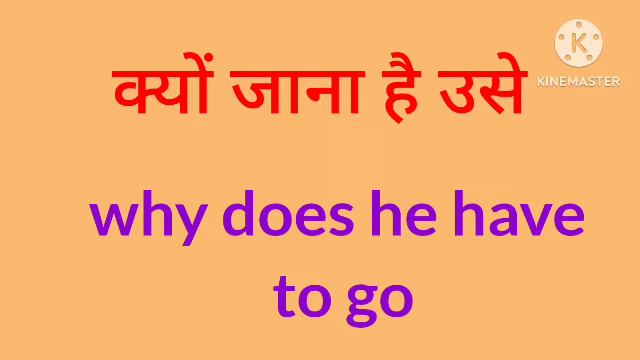 क्यों जाना है उसे
KINEMASTER
why does he have
to go